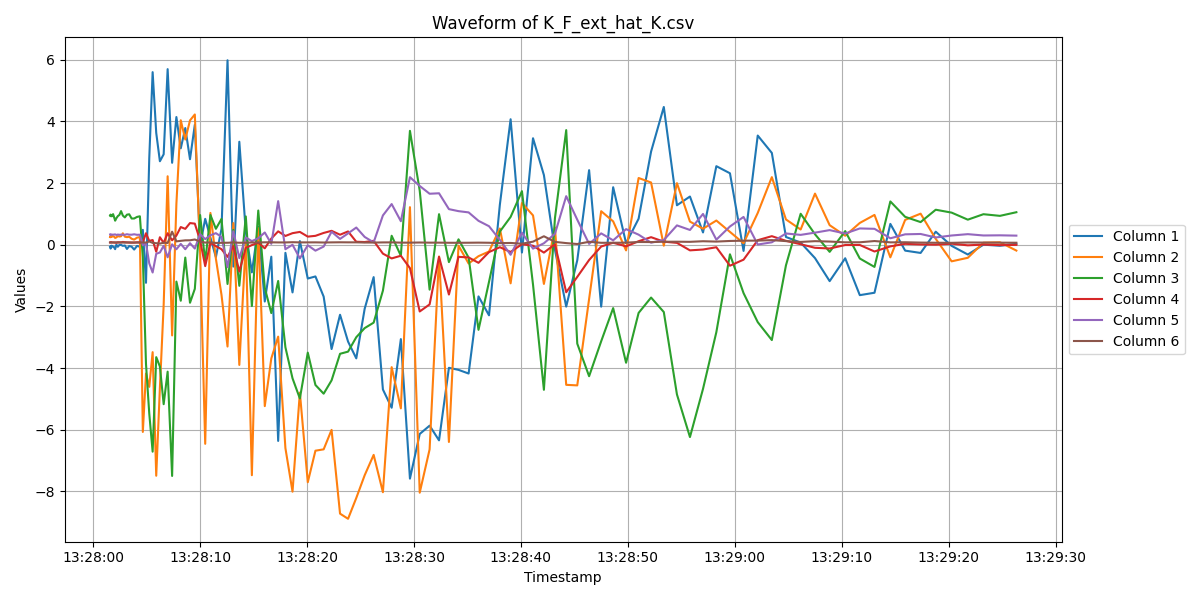 Waveform of K_F_ext_hat_K.csv
Values
6
4
2
0
−2
−4
−6
−8
13:28:00 13:28:10 13:28:20 13:28:30 13:28:40 13:28:50 13:29:00 13:29:10 13:29:20 13:29:30
Timestamp
Column 1
Column 2
Column 3
Column 4
Column 5
Column 6